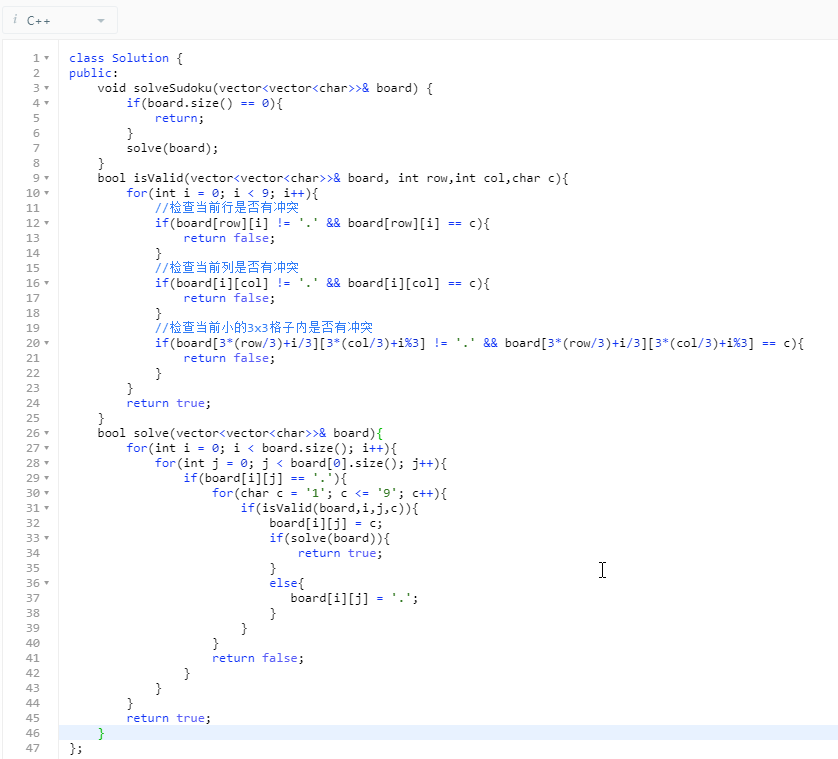 i C++
1 class Solution {
2 public:
3     void solveSudoku(vector<vector<char>>& board) {
4         if(board.size() == 0){
5             return;
6         }
7         solve(board);
8     }
9     bool isValid(vector<vector<char>>& board, int row,int col,char c){
10         for(int i = 0; i < 9; i++){
11             //检查当前行是否有冲突
12             if(board[row][i] != '.' && board[row][i] == c){
13                 return false;
14             }
15             //检查当前列是否有冲突
16             if(board[i][col] != '.' && board[i][col] == c){
17                 return false;
18             }
19             //检查当前小的3x3格子内是否有冲突
20             if(board[3*(row/3)+i/3][3*(col/3)+i%3] != '.' && board[3*(row/3)+i/3][3*(col/3)+i%3] == c){
21                 return false;
22             }
23         }
24         return true;
25     }
26     bool solve(vector<vector<char>>& board){
27         for(int i = 0; i < board.size(); i++){
28             for(int j = 0; j < board[0].size(); j++){
29                 if(board[i][j] == '.'){
30                     for(char c = '1'; c <= '9'; c++){
31                         if(isValid(board,i,j,c)){
32                             board[i][j] = c;
33                             if(solve(board)){
34                                 return true;
35                             }
36                             else{
37                                board[i][j] = '.';
38                             }
39                         }
40                     }
41                     return false;
42                 }
43             }
44         }
45         return true;
46     }
47 };